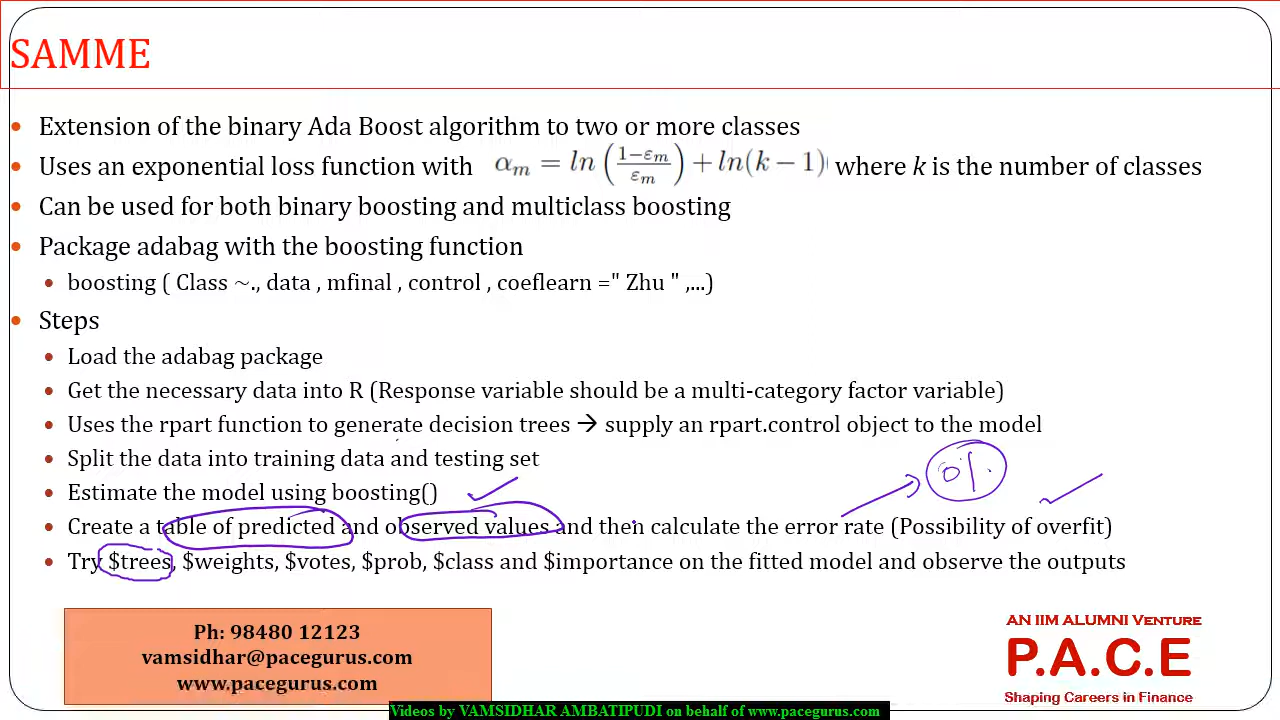 SAMME
• Extension of the binary Ada Boost algorithm to two or more classes
• Uses an exponential loss function with αₘ = ln((1−εₘ)/εₘ) + ln(k − 1) where k is the number of classes
• Can be used for both binary boosting and multiclass boosting
• Package adabag with the boosting function
• boosting ( Class ~., data , mfinal , control , coeflearn =" Zhu " ,...)
• Steps
• Load the adabag package
• Get the necessary data into R (Response variable should be a multi-category factor variable)
• Uses the rpart function to generate decision trees → supply an rpart.control object to the model
• Split the data into training data and testing set
• Estimate the model using boosting()
0%
• Create a table of predicted and observed values and then calculate the error rate (Possibility of overfit)
• Try $trees, $weights, $votes, $prob, $class and $importance on the fitted model and observe the outputs
Ph: 98480 12123
vamsidhar@pacegurus.com
www.pacegurus.com
AN IIM ALUMNI VENTURE
P.A.C.E
Shaping Careers in Finance
Videos by VAMSIDHAR AMBATIPUDI on behalf of www.pacegurus.com